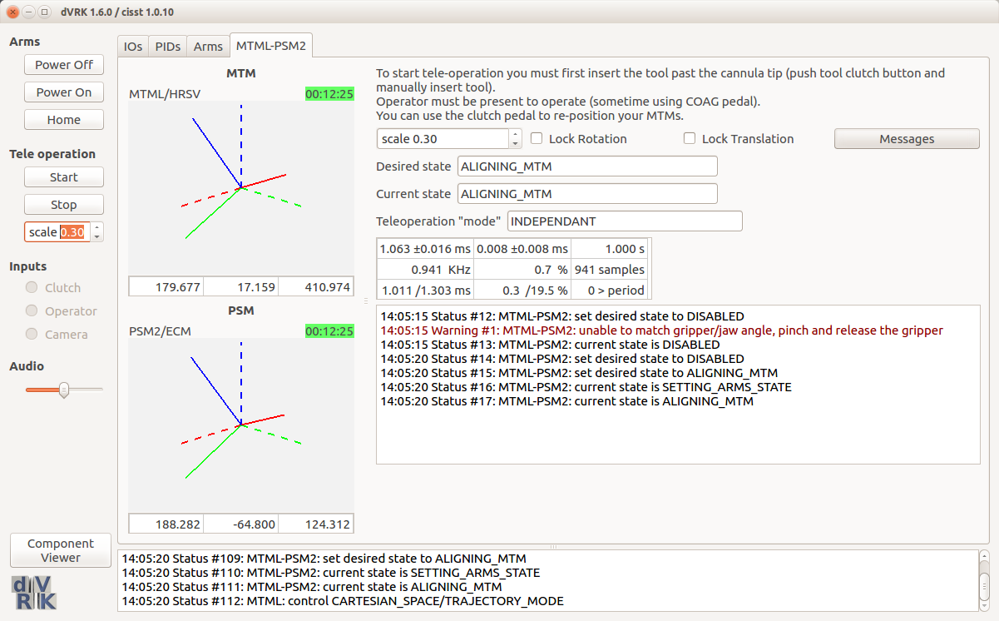 dVRK 1.6.0 / cisst 1.0.10
Arms
Power Off
Power On
Home
Tele operation
Start
Stop
scale 0.30
Inputs
Clutch
Operator
Camera
Audio
Component
Viewer
dVRK
IOs PIDs Arms MTML-PSM2
MTM
MTML/HRSV 00:12:25
179.677 17.159 410.974
PSM
PSM2/ECM 00:12:25
188.282 -64.800 124.312
To start tele-operation you must first insert the tool past the cannula tip (push tool clutch button and
manually insert tool).
Operator must be present to operate (sometime using COAG pedal).
You can use the clutch pedal to re-position your MTMs.
scale 0.30 Lock Rotation Lock Translation Messages
Desired state ALIGNING_MTM
Current state ALIGNING_MTM
Teleoperation "mode" INDEPENDANT
1.063 ±0.016 ms 0.008 ±0.008 ms 1.000 s
0.941 KHz 0.7 % 941 samples
1.011 /1.303 ms 0.3 /19.5 % 0 > period
14:05:15 Status #12: MTML-PSM2: set desired state to DISABLED
14:05:15 Warning #1: MTML-PSM2: unable to match gripper/jaw angle, pinch and release the gripper
14:05:15 Status #13: MTML-PSM2: current state is DISABLED
14:05:20 Status #14: MTML-PSM2: set desired state to DISABLED
14:05:20 Status #15: MTML-PSM2: set desired state to ALIGNING_MTM
14:05:20 Status #16: MTML-PSM2: current state is SETTING_ARMS_STATE
14:05:20 Status #17: MTML-PSM2: current state is ALIGNING_MTM
14:05:20 Status #109: MTML-PSM2: set desired state to ALIGNING_MTM
14:05:20 Status #110: MTML-PSM2: current state is SETTING_ARMS_STATE
14:05:20 Status #111: MTML-PSM2: current state is ALIGNING_MTM
14:05:20 Status #112: MTML: control CARTESIAN_SPACE/TRAJECTORY_MODE